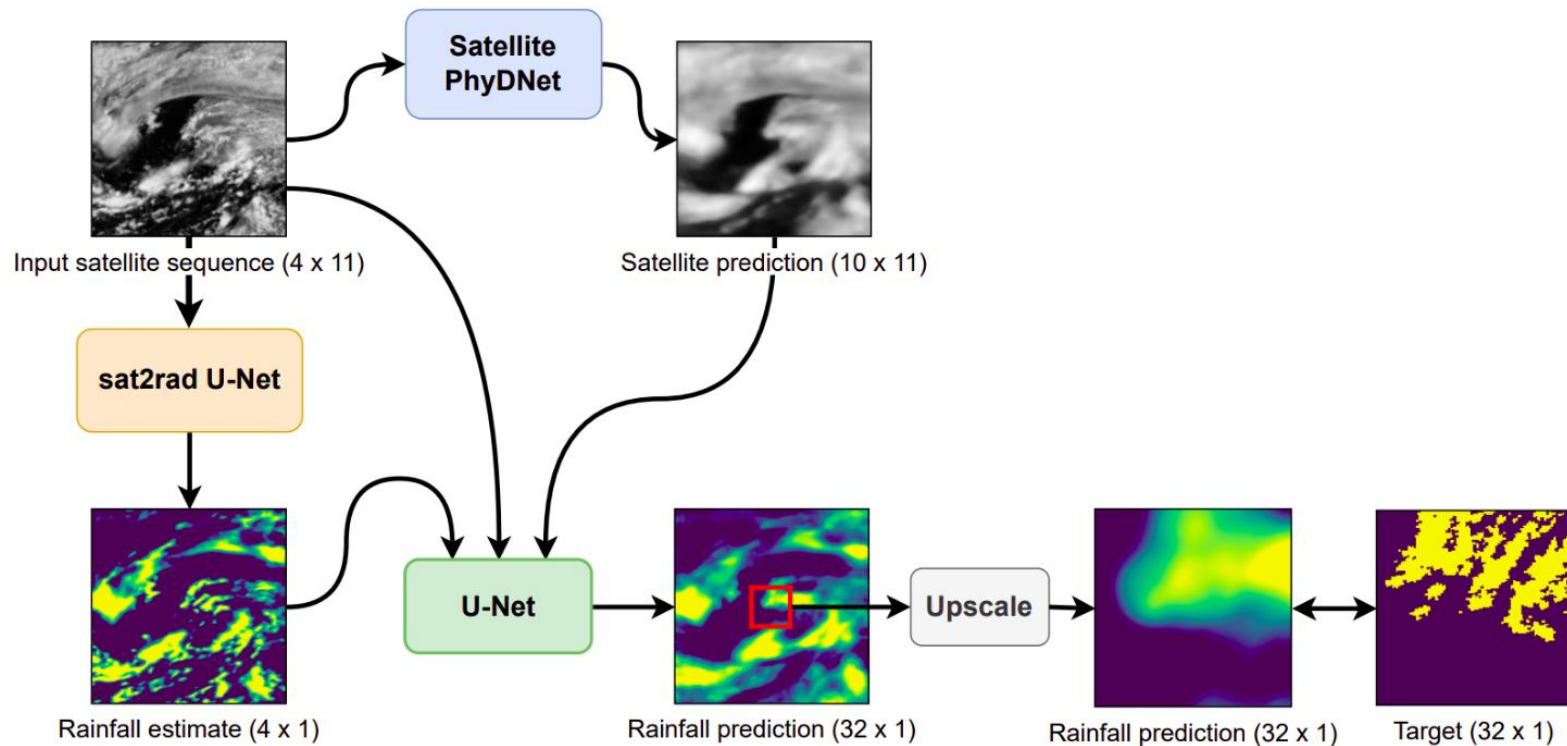 Satellite
PhyDNet
Input satellite sequence (4 x 11)
Satellite prediction (10 x 11)
sat2rad U-Net
U-Net
Upscale
Rainfall estimate (4 x 1)
Rainfall prediction (32 x 1)
Rainfall prediction (32 x 1)
Target (32 x 1)